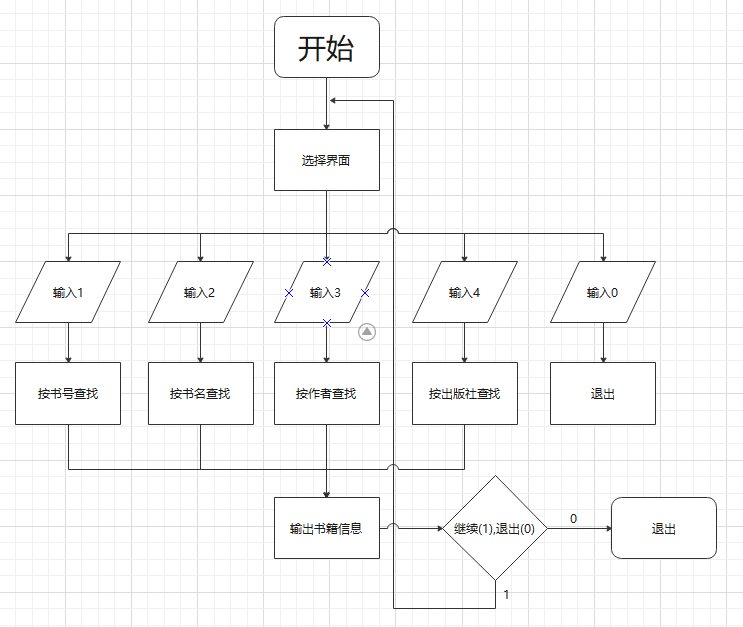 开始
选择界面
输入1
输入2
输入3
输入4
输入0
按书号查找
按书名查找
按作者查找
按出版社查找
退出
输出书籍信息
继续(1),退出(0)
0
退出
1